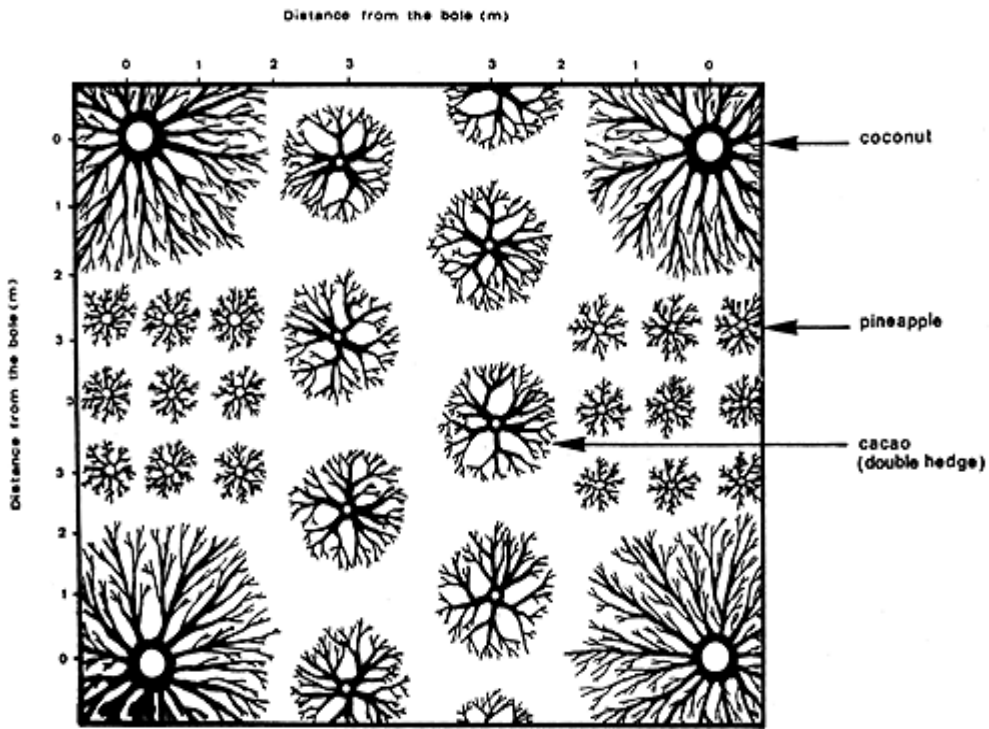 Distance from the bole (m)
0 1 2 3 3 2 1 0
Distance from the bole (m)
0
1
2
3
3
3
2
1
0
coconut
pineapple
cacao
(double hedge)